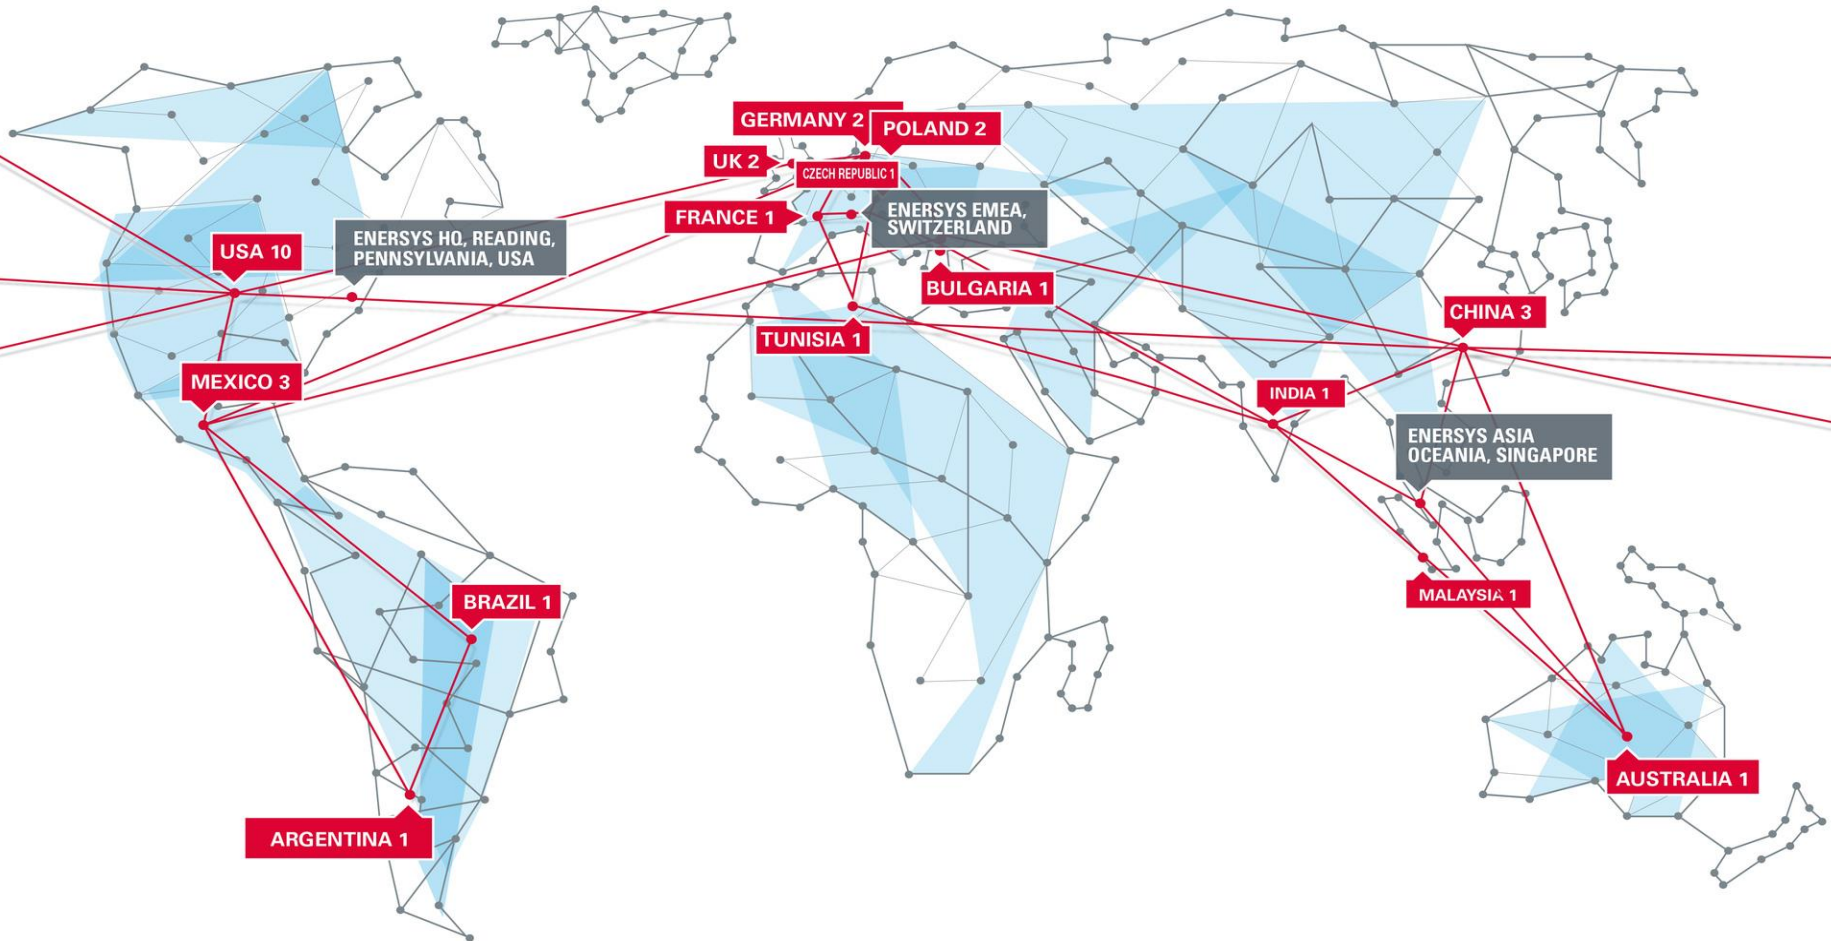 GERMANY 2
POLAND 2
UK 2
CZECH REPUBLIC 1
FRANCE 1
ENERSYS EMEA,
SWITZERLAND
USA 10
ENERSYS HQ, READING,
PENNSYLVANIA, USA
BULGARIA 1
CHINA 3
TUNISIA 1
MEXICO 3
INDIA 1
ENERSYS ASIA
OCEANIA, SINGAPORE
MALAYSIA 1
BRAZIL 1
AUSTRALIA 1
ARGENTINA 1